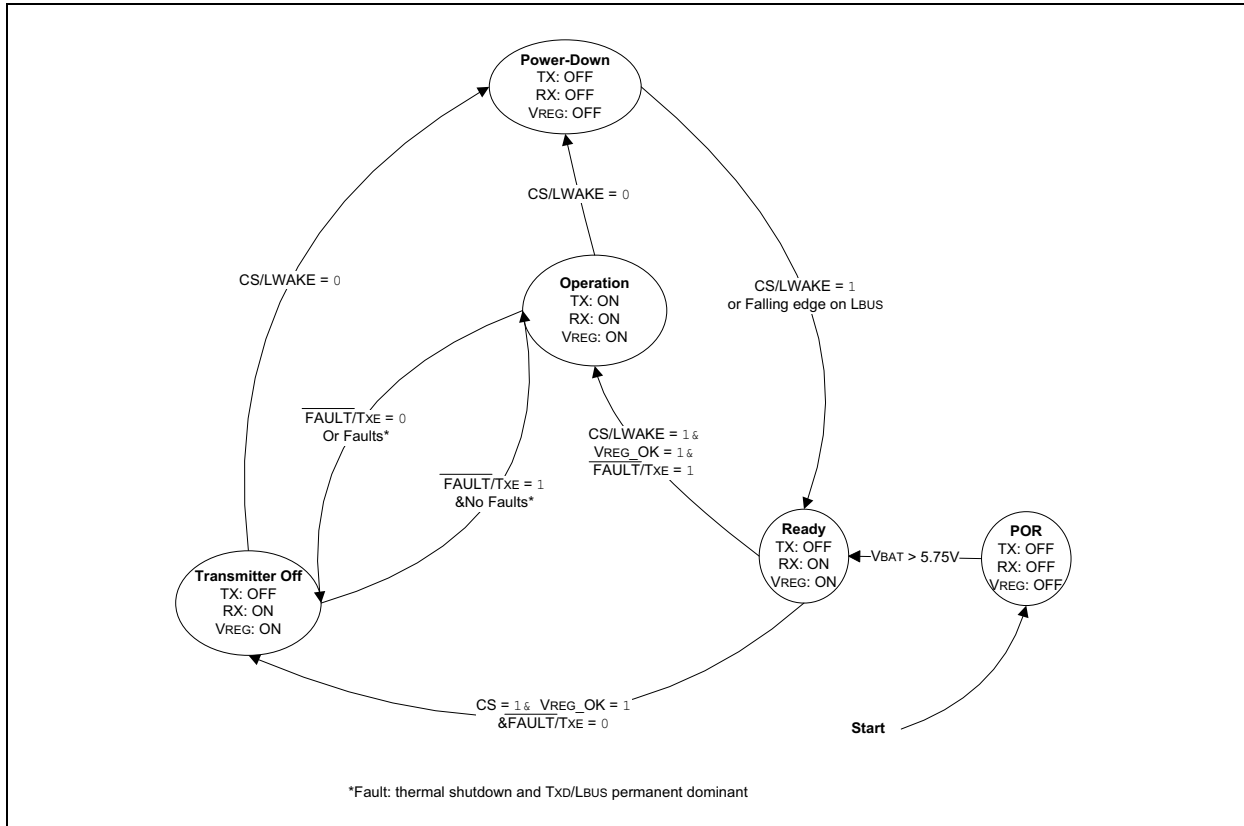 Power-Down
TX: OFF
RX: OFF
VREG: OFF
CS/LWAKE = 0
CS/LWAKE = 0
Operation
TX: ON
RX: ON
VREG: ON
CS/LWAKE = 1
or Falling edge on LBUS
FAULT/TXE = 0
Or Faults*
FAULT/TXE = 1
&No Faults*
CS/LWAKE = 1&
VREG_OK = 1&
FAULT/TXE = 1
Transmitter Off
TX: OFF
RX: ON
VREG: ON
Ready
TX: OFF
RX: ON
VREG: ON
VBAT > 5.75V
POR
TX: OFF
RX: OFF
VREG: OFF
CS = 1& VREG_OK = 1
&FAULT/TXE = 0
Start
*Fault: thermal shutdown and TXD/LBUS permanent dominant